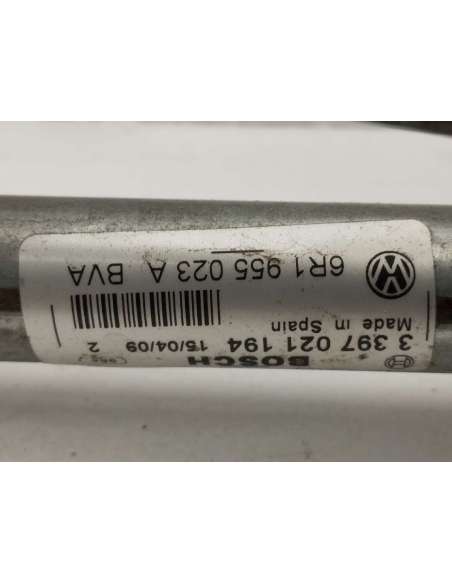 BOSCH
3 397 021 194 15/04/09 2
Made in Spain
6R1 955 023 A BVA